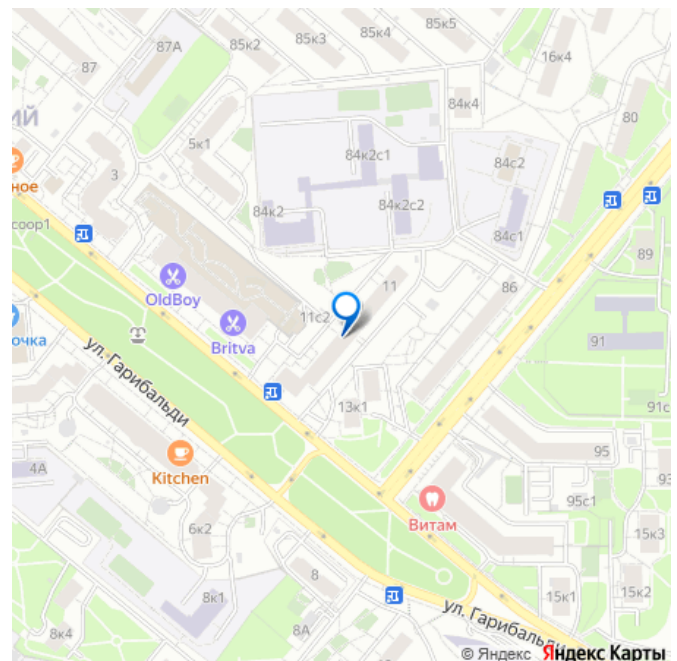 85к2
85к3
85к4
85к5
87А
87
16к4
ИЙ
84к4
80
5к1
84к2с1
84с2
3
ное
84к2
84к2с2
coop1
84с1
89
OldBoy
11
86
11с2
Britva
91
очка
ул. Гарибальди
13к1
91с
4А
Kitchen
95
93
Витам
95с1
6к2
15к3
8
8к1
15к1
15к2
8А
ул. Гарибальди
8к4
© Яндекс Яндекс Карты